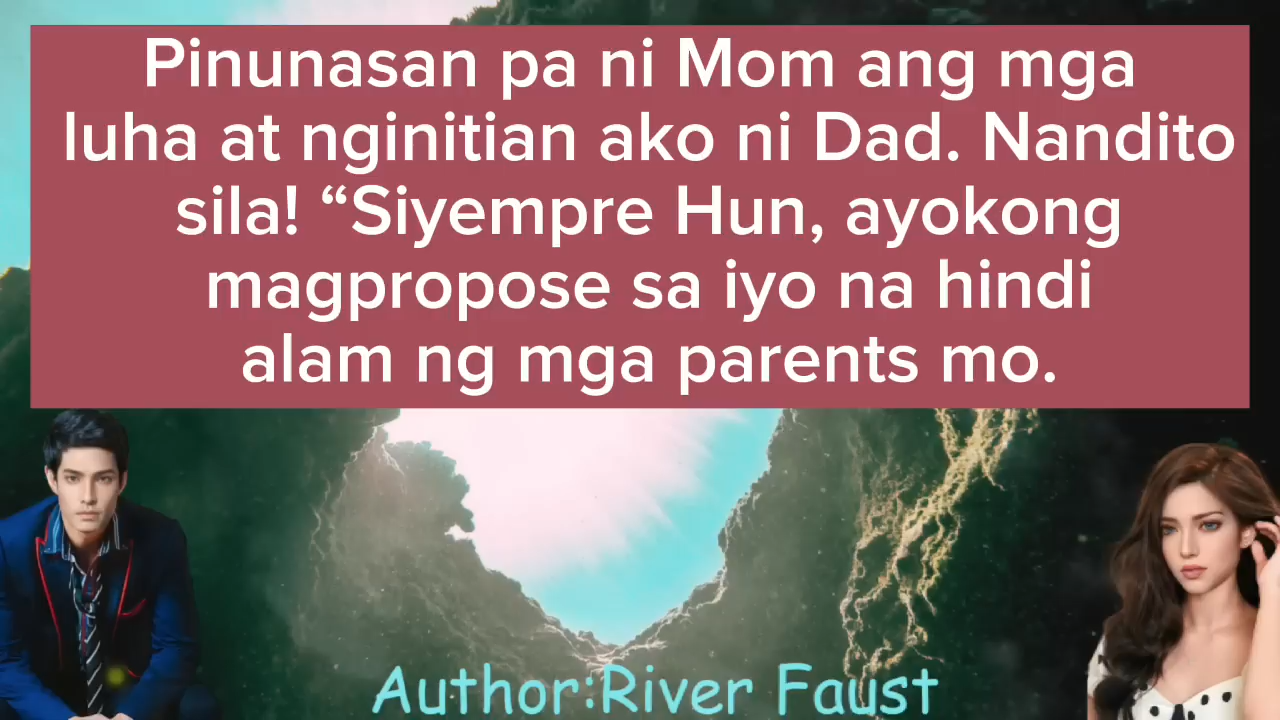 Pinunasan pa ni Mom ang mga
luha at nginitian ako ni Dad. Nandito
sila! “Siyempre Hun, ayokong
magpropose sa iyo na hindi
alam ng mga parents mo.
Author:River Faust